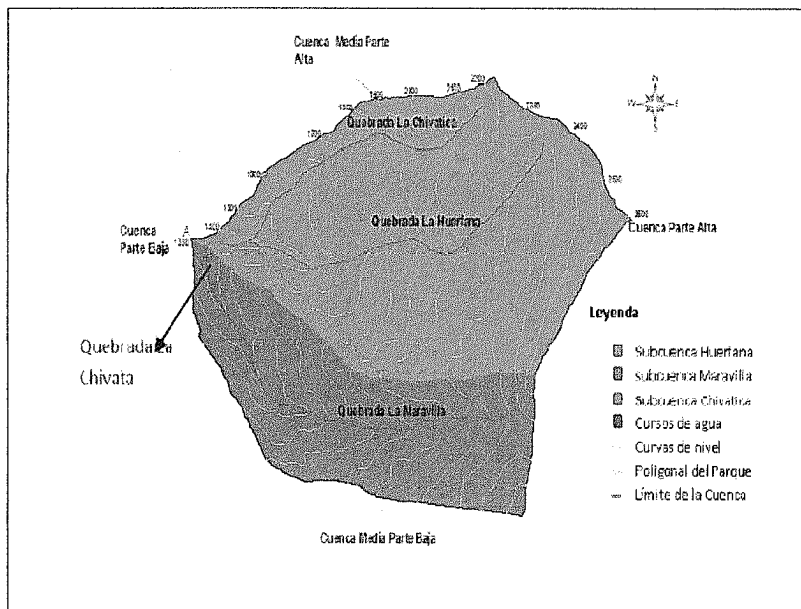 Cuenca Media Parte
Alta
Quebrada La Chivatica
Quebrada La Huertana
Cuenca
Parte Baja
A
Cuenca Parte Alta
Quebrada La
Chivata
Quebrada La Maravilla
Cuenca Media Parte Baja
N
S
E
Leyenda
Subcuenca Huertana
subcuenca Maravilla
Subcuenca Chivatica
Cursos de agua
Curvas de nivel
Poligonal del Parque
Límite de la Cuenca